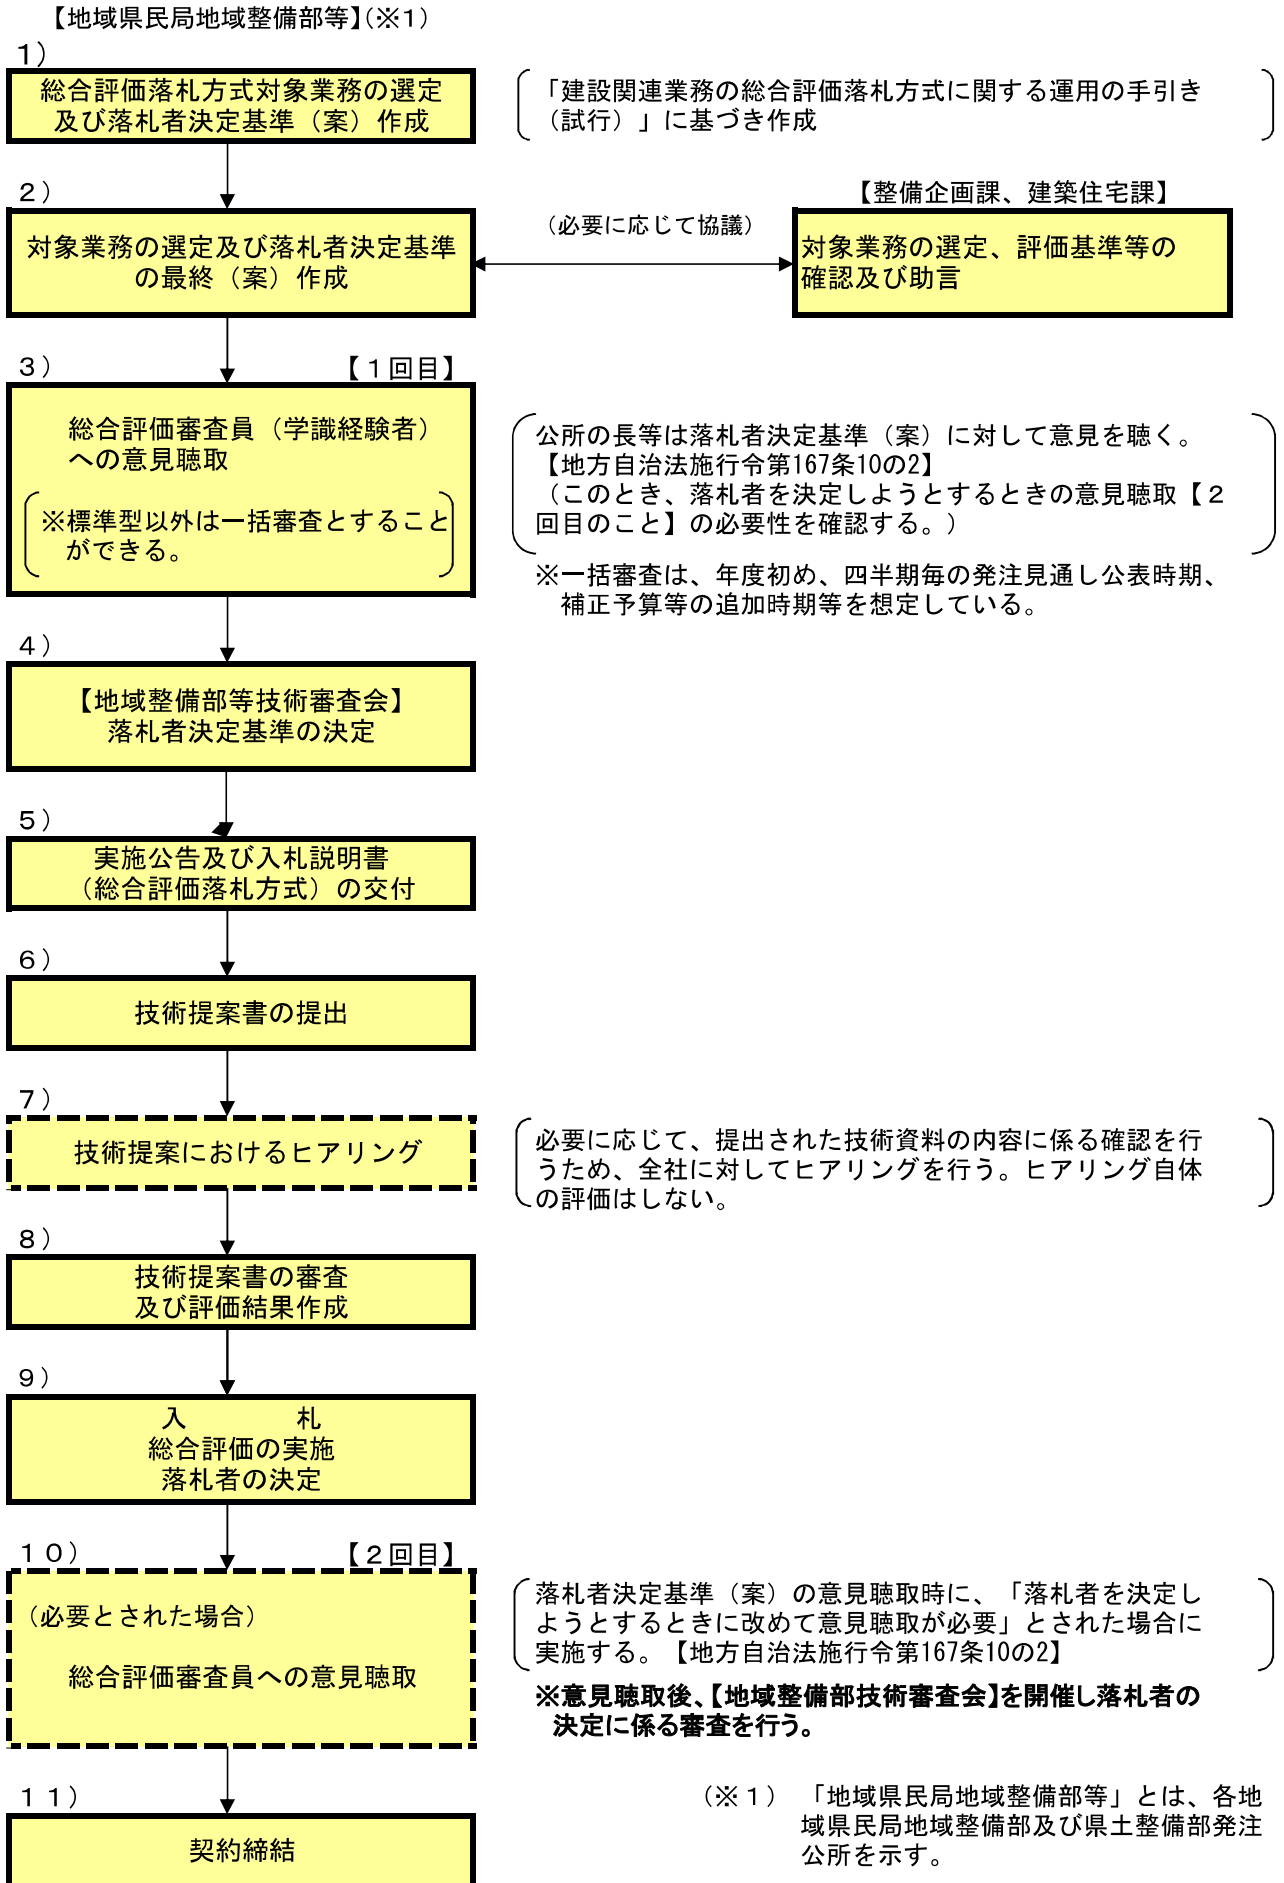 【地域県民局地域整備部等】（※１）
１）
総合評価落札方式対象業務の選定
及び落札者決定基準（案）作成
「建設関連業務の総合評価落札方式に関する運用の手引き
（試行）」に基づき作成
２）
対象業務の選定及び落札者決定基準
の最終（案）作成
（必要に応じて協議）
【整備企画課、建築住宅課】
対象業務の選定、評価基準等の
確認及び助言
３）
【１回目】
総合評価審査員（学識経験者）
への意見聴取
※標準型以外は一括審査とすること
ができる。
公所の長等は落札者決定基準（案）に対して意見を聴く。
【地方自治法施行令第167条10の2】
（このとき、落札者を決定しようとするときの意見聴取【２
回目のこと】の必要性を確認する。）
※一括審査は、年度初め、四半期毎の発注見通し公表時期、
補正予算等の追加時期等を想定している。
４）
【地域整備部等技術審査会】
落札者決定基準の決定
５）
実施公告及び入札説明書
（総合評価落札方式）の交付
６）
技術提案書の提出
７）
技術提案におけるヒアリング
必要に応じて、提出された技術資料の内容に係る確認を行
うため、全社に対してヒアリングを行う。ヒアリング自体
の評価はしない。
８）
技術提案書の審査
及び評価結果作成
９）
入　　　　札
総合評価の実施
落札者の決定
１０）
【２回目】
（必要とされた場合）
総合評価審査員への意見聴取
落札者決定基準（案）の意見聴取時に、「落札者を決定し
ようとするときに改めて意見聴取が必要」とされた場合に
実施する。【地方自治法施行令第167条10の2】
※意見聴取後、【地域整備部技術審査会】を開催し落札者の
決定に係る審査を行う。
１１）
契約締結
（※１）　「地域県民局地域整備部等」とは、各地
域県民局地域整備部及び県土整備部発注
公所を示す。